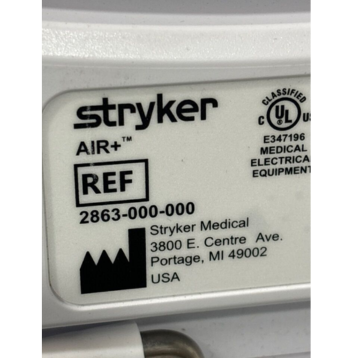 stryker
AIR+™
REF
2863-000-000
Stryker Medical
3800 E. Centre Ave.
Portage, MI 49002
USA
CLASSIFIED
C UL US
E347196
MEDICAL
ELECTRICA
EQUIPMENT